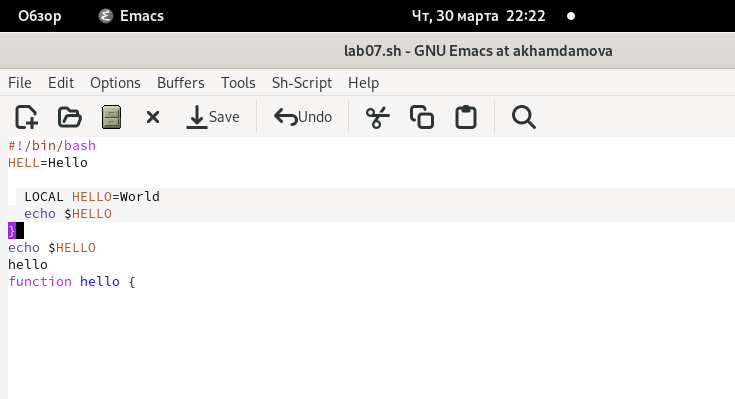 Обзор Emacs Чт, 30 марта 22:22
lab07.sh - GNU Emacs at akhamdamova
File Edit Options Buffers Tools Sh-Script Help
Save Undo
#!/bin/bash
HELL=Hello
LOCAL HELLO=World
echo $HELLO
}
echo $HELLO
hello
function hello {